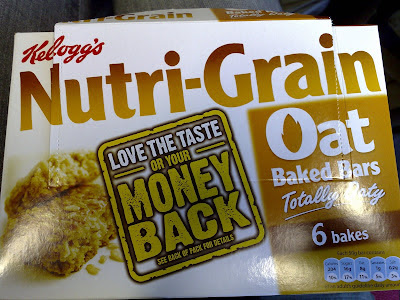 Kellogg's
Nutri-Grain
LOVE THE TASTE
OR YOUR
MONEY
BACK
SEE BACK OF PACK FOR DETAILS
Oat
Baked Bars
Totally Oaty
6 bakes